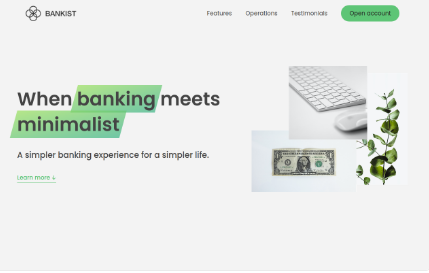 BANKIST
Features Operations Testimonials Open account
When banking meets
minimalist
A simpler banking experience for a simpler life.
Learn more ↓